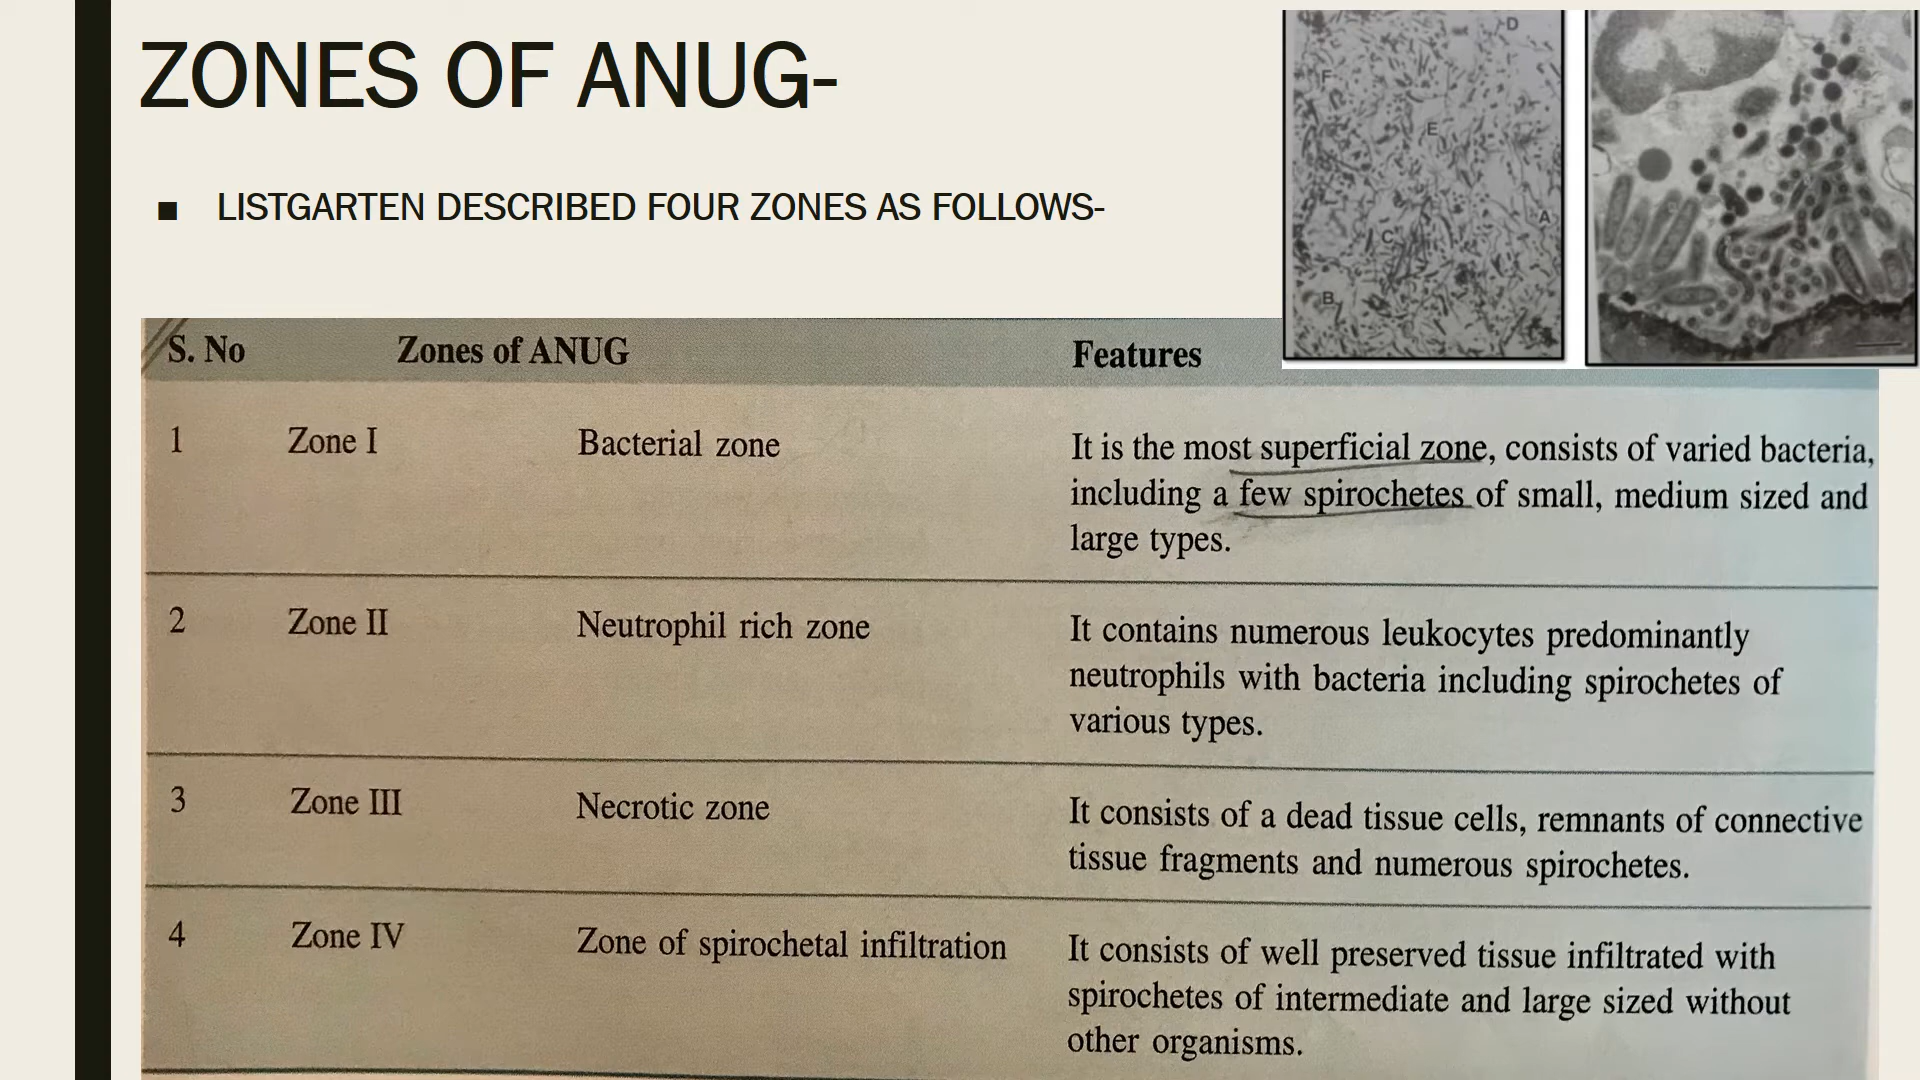 ZONES OF ANUG-
■ LISTGARTEN DESCRIBED FOUR ZONES AS FOLLOWS-
D
F
E
A
C
B
S. No Zones of ANUG Features
1 Zone I Bacterial zone It is the most superficial zone, consists of varied bacteria,
including a few spirochetes of small, medium sized and
large types.
2 Zone II Neutrophil rich zone It contains numerous leukocytes predominantly
neutrophils with bacteria including spirochetes of
various types.
3 Zone III Necrotic zone It consists of a dead tissue cells, remnants of connective
tissue fragments and numerous spirochetes.
4 Zone IV Zone of spirochetal infiltration It consists of well preserved tissue infiltrated with
spirochetes of intermediate and large sized without
other organisms.